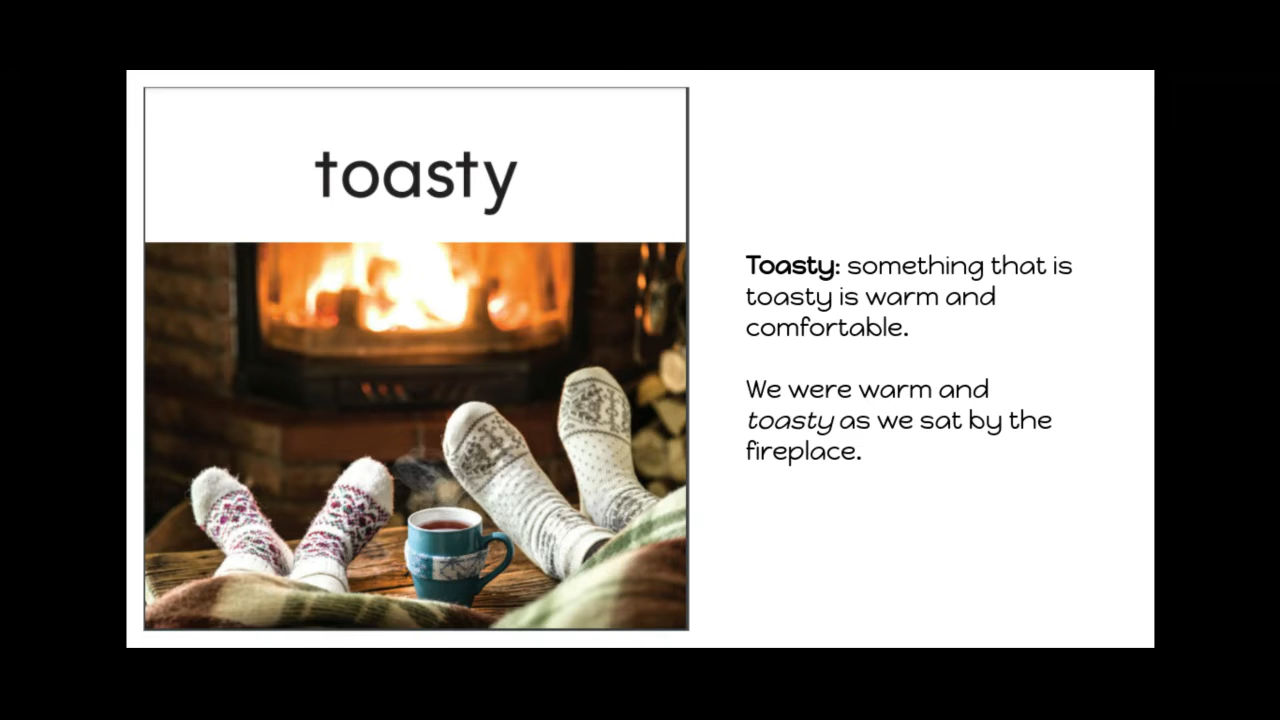 toasty
Toasty: something that is
toasty is warm and
comfortable.
We were warm and
toasty as we sat by the
fireplace.